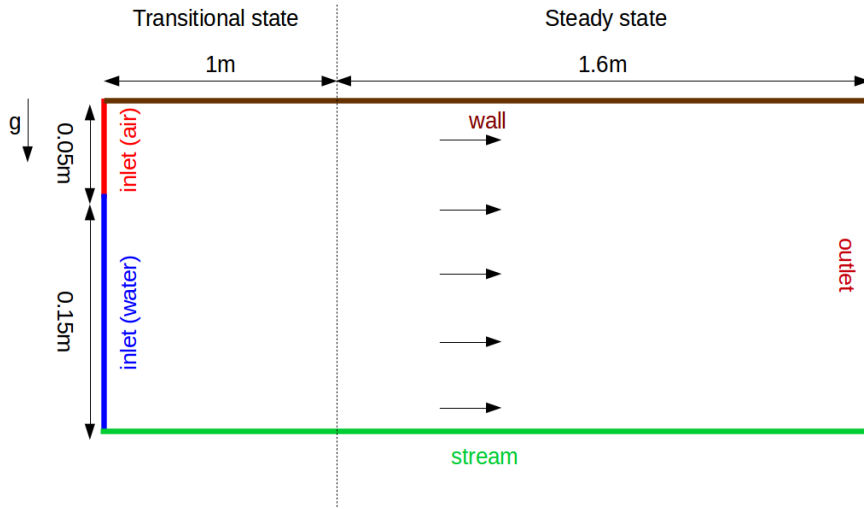 Transitional state
Steady state
1m
1.6m
g
0.05m
inlet (air)
wall
0.15m
inlet (water)
outlet
stream